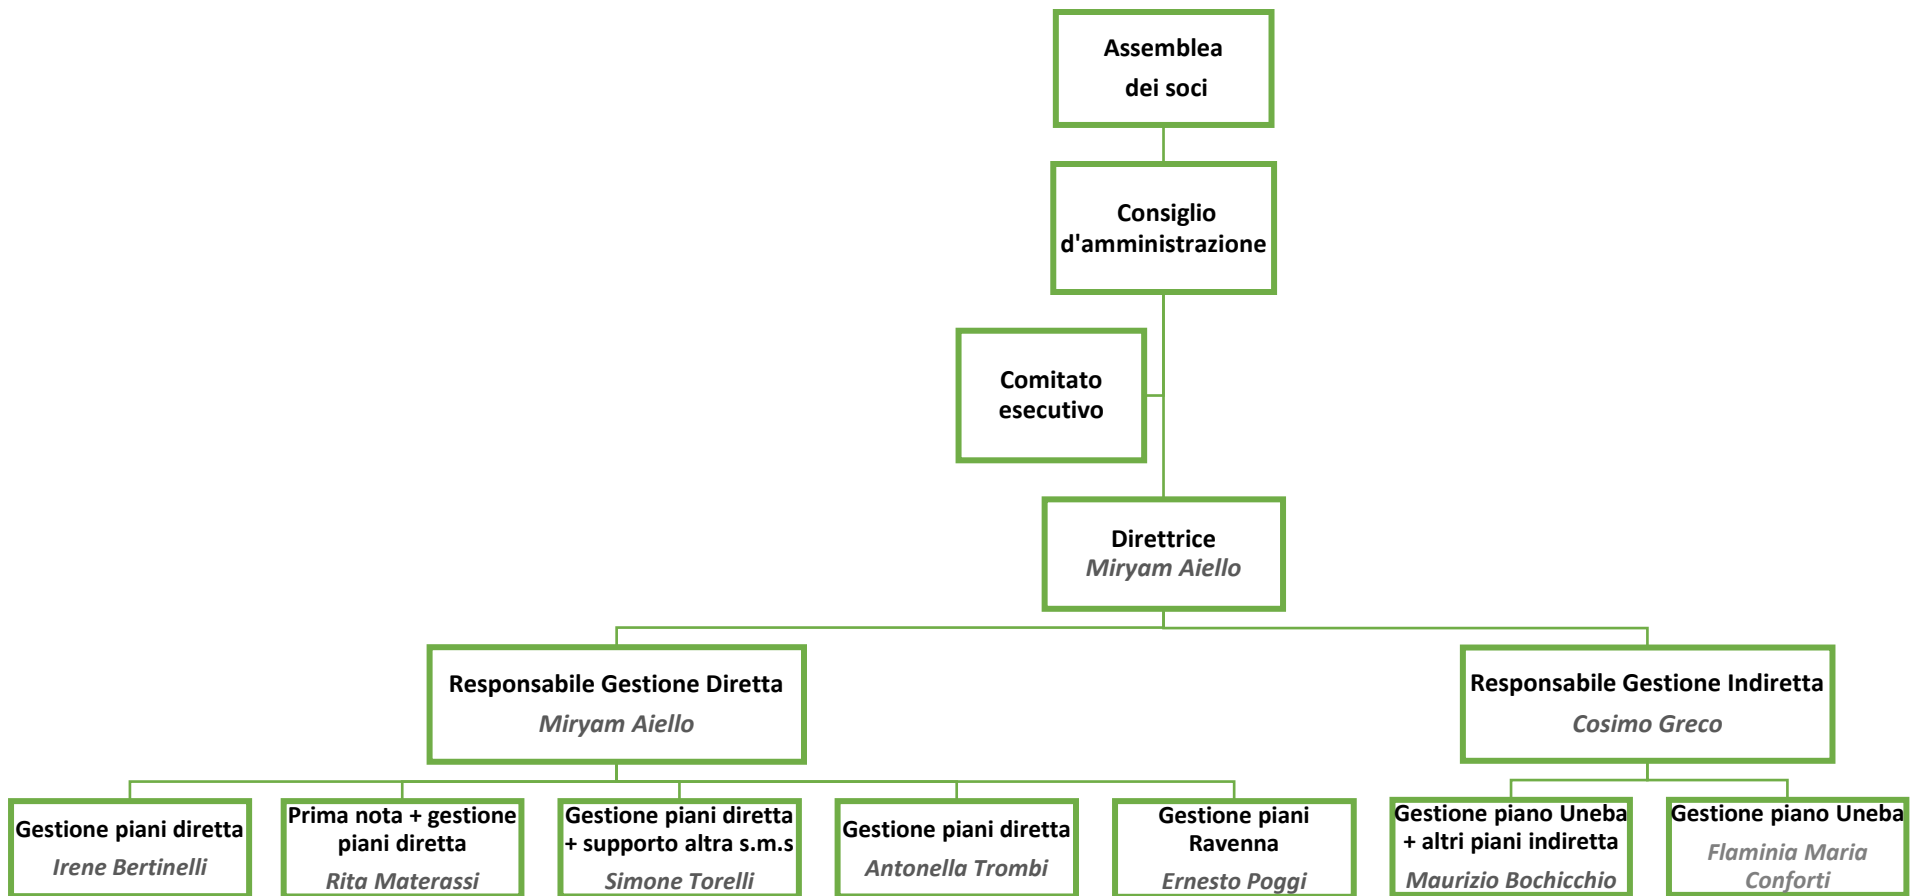 Assemblea
dei soci
Consiglio
d'amministrazione
Comitato
esecutivo
Direttrice
Miryam Aiello
Responsabile Gestione Diretta
Miryam Aiello
Responsabile Gestione Indiretta
Cosimo Greco
Gestione piani diretta
Irene Bertinelli
Prima nota + gestione
piani diretta
Rita Materassi
Gestione piani diretta
+ supporto altra s.m.s
Simone Torelli
Gestione piani diretta
Antonella Trombi
Gestione piani
Ravenna
Ernesto Poggi
Gestione piano Uneba
+ altri piani indiretta
Maurizio Bochicchio
Gestione piano Uneba
Flaminia Maria
Conforti